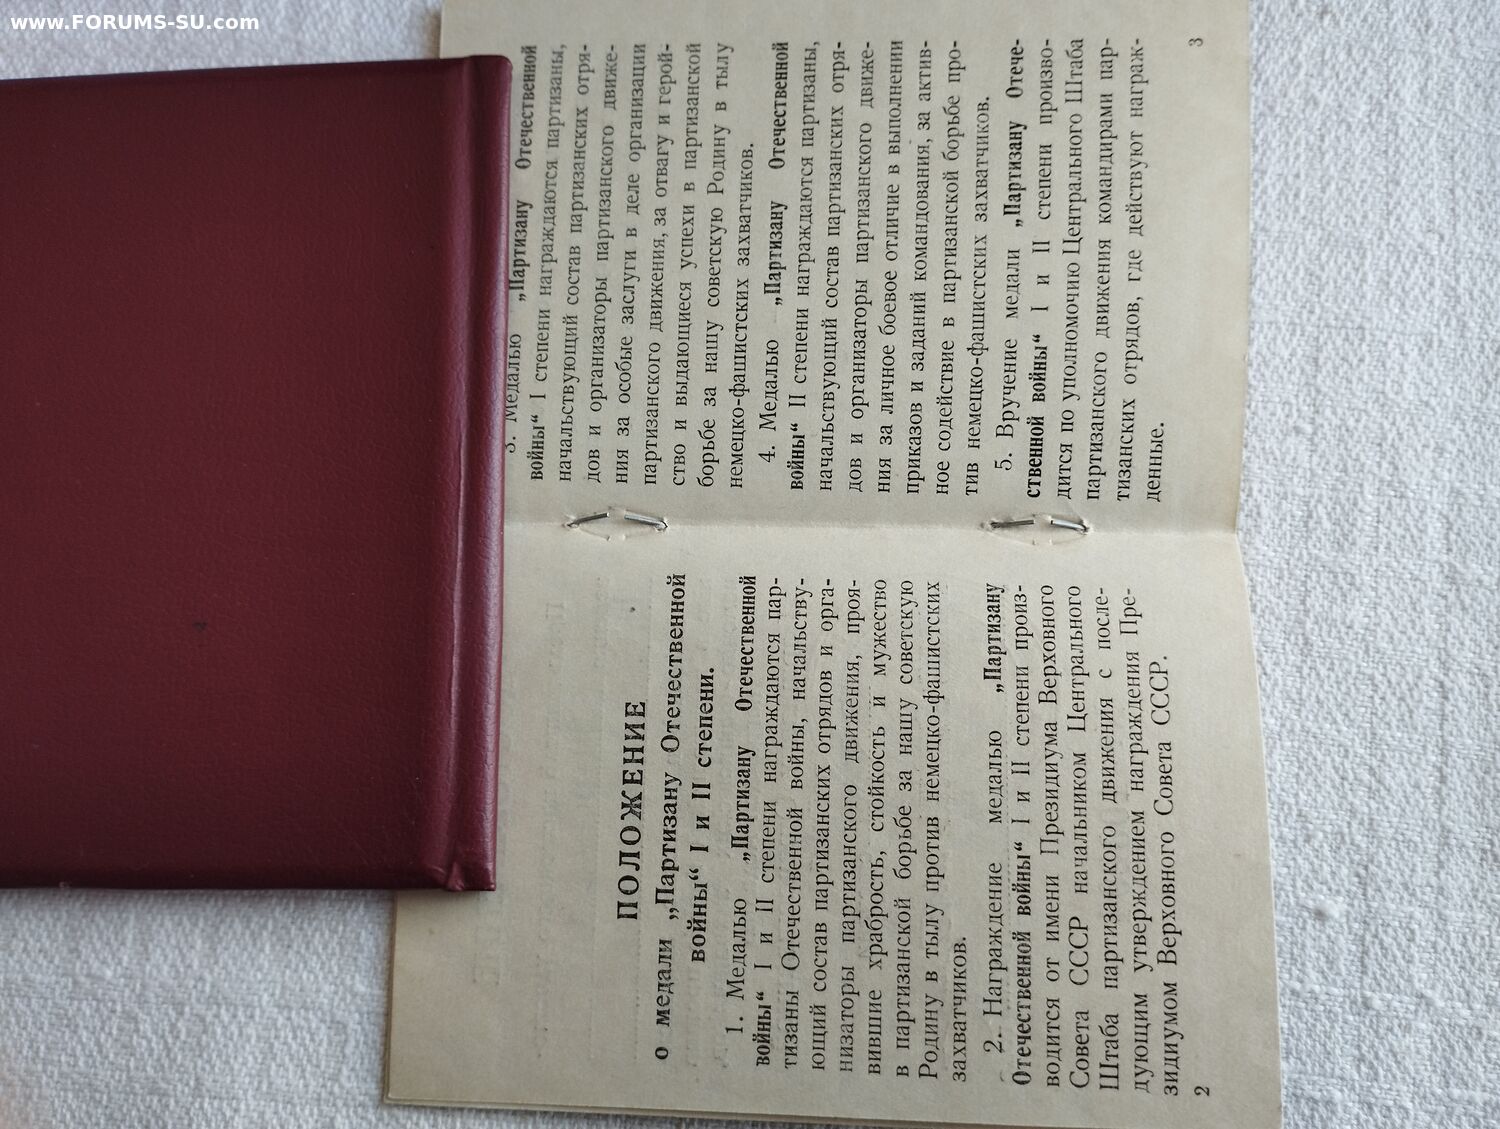 www.FORUMS-SU.com
ПОЛОЖЕНИЕ
о медали „Партизану Отечественной
войны“ I и II степени.
1. Медалью „Партизану Отечественной
войны“ I и II степени награждаются пар-
тизаны Отечественной войны, начальству-
ющий состав партизанских отрядов и орга-
низаторы партизанского движения, проя-
вившие храбрость, стойкость и мужество
в партизанской борьбе за нашу советскую
Родину в тылу против немецко-фашистских
захватчиков.
2. Награждение медалью „Партизану
Отечественной войны“ I и II степени произ-
водится от имени Президиума Верховного
Совета СССР начальником Центрального
Штаба партизанского движения с после-
дующим утверждением награждения Пре-
зидиумом Верховного Совета СССР.
2
3. Медалью „Партизану Отечественной
войны“ I степени награждаются партизаны,
начальствующий состав партизанских отря-
дов и организаторы партизанского движе-
ния за особые заслуги в деле организации
партизанского движения, за отвагу и герой-
ство и выдающиеся успехи в партизанской
борьбе за нашу советскую Родину в тылу
немецко-фашистских захватчиков.
4. Медалью „Партизану Отечественной
войны“ II степени награждаются партизаны,
начальствующий состав партизанских отря-
дов и организаторы партизанского движе-
ния за личное боевое отличие в выполнении
приказов и заданий командования, за актив-
ное содействие в партизанской борьбе про-
тив немецко-фашистских захватчиков.
5. Вручение медали „Партизану Отече-
ственной войны“ I и II степени произво-
дится по уполномочию Центрального Штаба
партизанского движения командирами пар-
тизанских отрядов, где действуют награж-
денные.
3